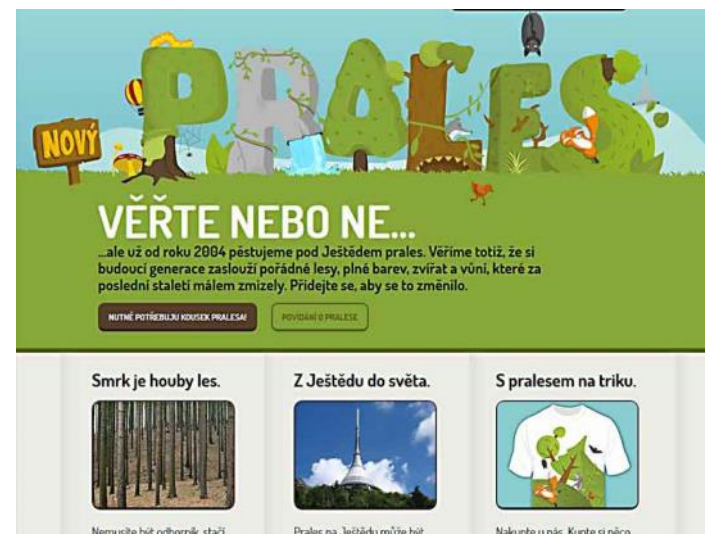 NOVÝ
PRALES
VĚŘTE NEBO NE...
...ale už od roku 2004 pěstujeme pod Ještědem prales. Věříme totiž, že si
budoucí generace zaslouží pořádné lesy, plné barev, zvířat a vůní, které za
poslední staletí málem zmizely. Přidejte se, aby se to změnilo.
NUTNĚ POTŘEBUJU KOUSEK PRALESA!
POVÍDÁNÍ O PRALESE
Smrk je houby les.
Z Ještědu do světa.
S pralesem na triku.
Nemusíte být odborník, stačí
Prales na Ještědu může být
Nakupte u nás. Kupte si něco